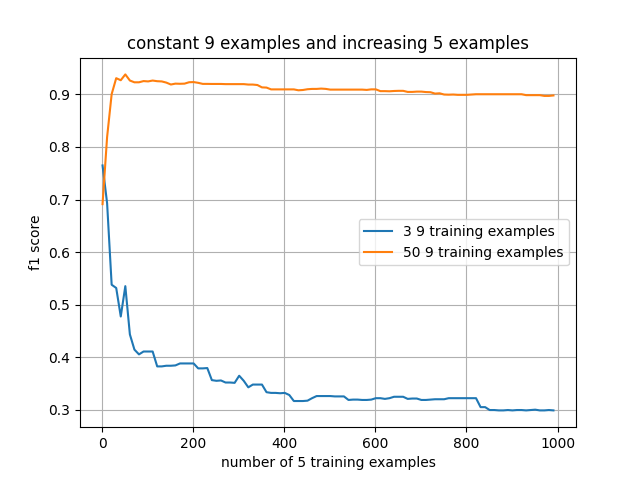 constant 9 examples and increasing 5 examples
f1 score
0.9
0.8
0.7
0.6
0.5
0.4
0.3
3 9 training examples
50 9 training examples
0 200 400 600 800 1000
number of 5 training examples